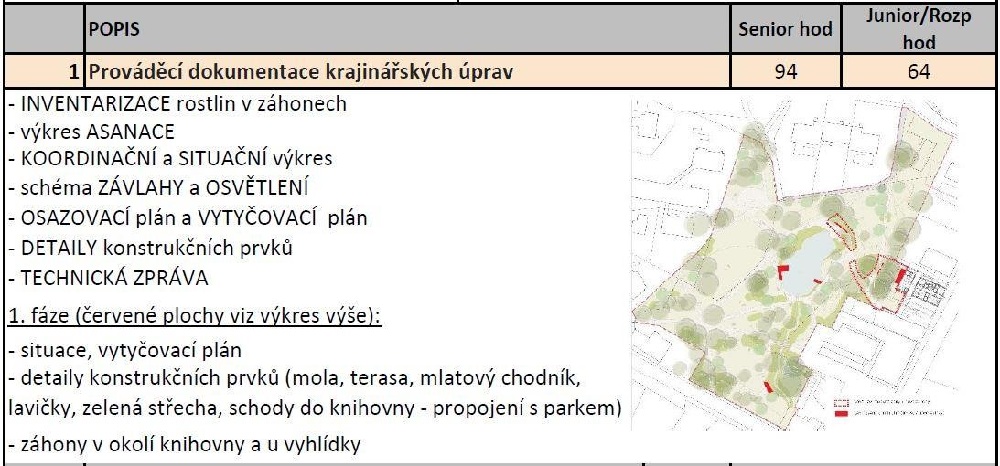 POPIS
Senior hod
Junior/Rozp
hod
1 Prováděcí dokumentace krajinářských úprav 94 64
- INVENTARIZACE rostlin v záhonech
- výkres ASANACE
- KOORDINAČNÍ a SITUAČNÍ výkres
- schéma ZÁVLAHY a OSVĚTLENÍ
- OSAZOVACÍ plán a VYTYČOVACÍ plán
- DETAILY konstrukčních prvků
- TECHNICKÁ ZPRÁVA
1. fáze (červené plochy viz výkres výše):
- situace, vytyčovací plán
- detaily konstrukčních prvků (mola, terasa, mlatový chodník,
lavičky, zelená střecha, schody do knihovny - propojení s parkem)
- záhony v okolí knihovny a u vyhlídky